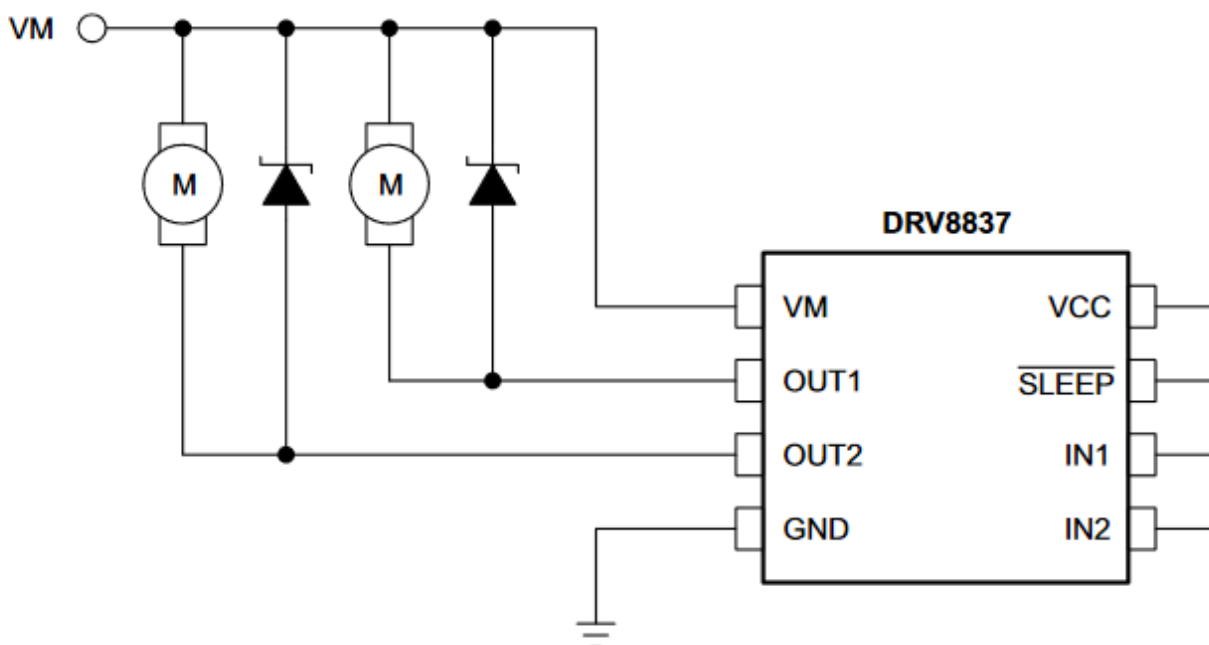 VM
M
M
DRV8837
VM
VCC
OUT1
SLEEP
OUT2
IN1
GND
IN2